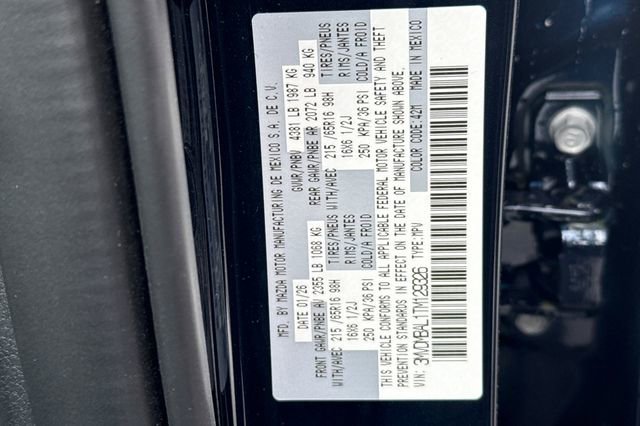 MFD. BY MAZDA MOTOR MANUFACTURING DE MEXICO S.A. DE C.V.
DATE 01/26 GVWR/PNBV 4381 LB 1987 KG
FRONT GAWR/PNBE AV 2355 LB 1068 KG REAR GAWR/PNBE AR 2072 LB 940 KG
WITH/AVEC 215 /65R16 98H TIRES/PNEUS WITH/AVEC 215 /65R16 98H TIRES/PNEUS
16X6 1/2J RIMS/JANTES 16X6 1/2J RIMS/JANTES
250 KPA/36 PSI COLD/A FROID 250 KPA/36 PSI COLD/A FROID
THIS VEHICLE CONFORMS TO ALL APPLICABLE FEDERAL MOTOR VEHICLE SAFETY AND THEFT
PREVENTION STANDARDS IN EFFECT ON THE DATE OF MANUFACTURE SHOWN ABOVE.
COLOR CODE:42M MADE IN MEXICO
VIN: TYPE:MPV